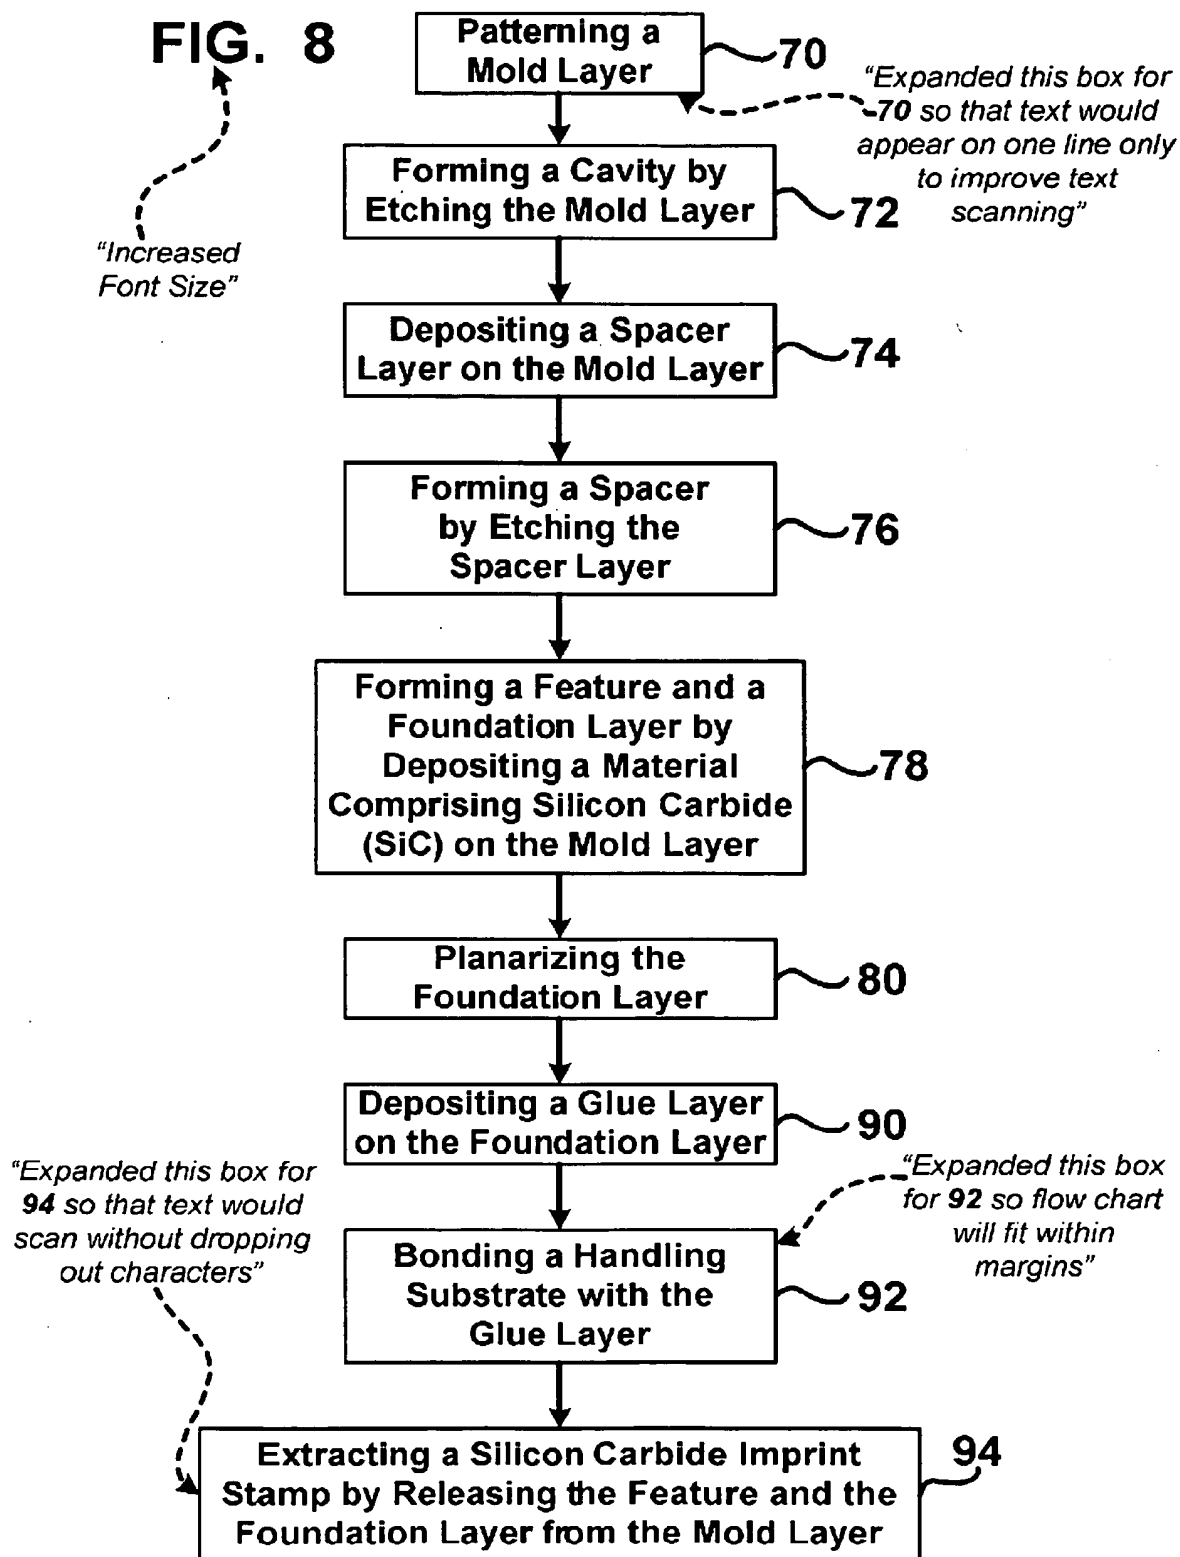 FIG. 8
Patterning a
Mold Layer
70
"Expanded this box for
70 so that text would
appear on one line only
to improve text
scanning"
Forming a Cavity by
Etching the Mold Layer
72
"Increased
Font Size"
Depositing a Spacer
Layer on the Mold Layer
74
Forming a Spacer
by Etching the
Spacer Layer
76
Forming a Feature and a
Foundation Layer by
Depositing a Material
Comprising Silicon Carbide
(SiC) on the Mold Layer
78
Planarizing the
Foundation Layer
80
Depositing a Glue Layer
on the Foundation Layer
90
"Expanded this box for
94 so that text would
scan without dropping
out characters"
"Expanded this box
for 92 so flow chart
will fit within
margins"
Bonding a Handling
Substrate with the
Glue Layer
92
Extracting a Silicon Carbide Imprint
Stamp by Releasing the Feature and the
Foundation Layer from the Mold Layer
94